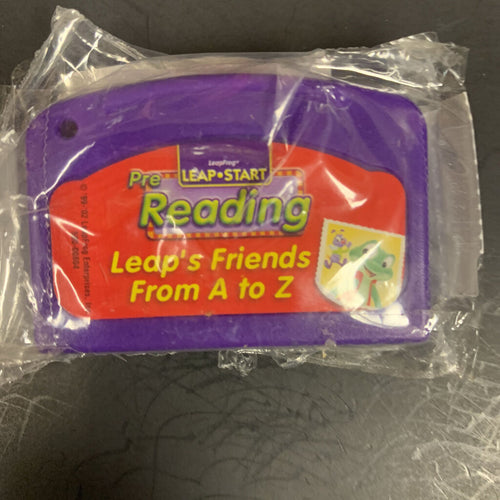 LeapFrog
LEAP•START
Pre
Reading
Leap's Friends
From A to Z